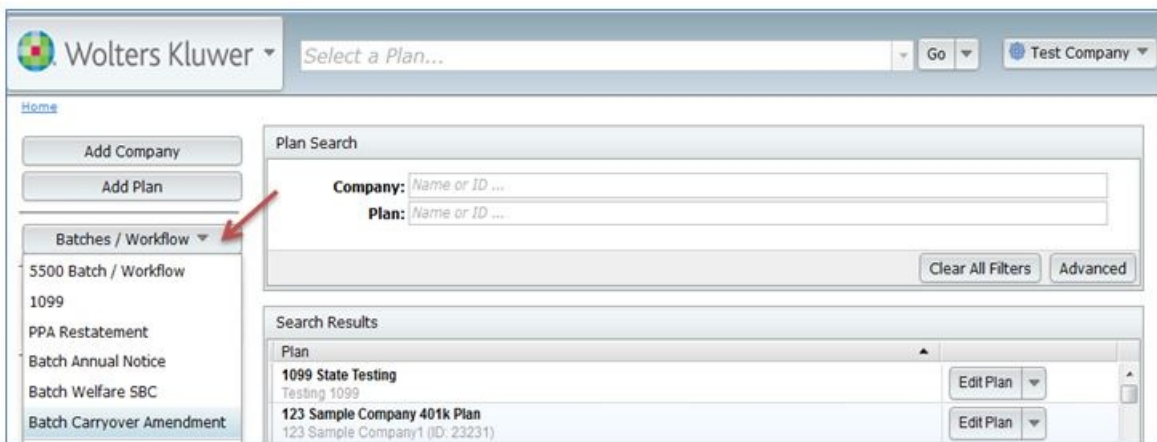 Wolters Kluwer
Select a Plan...
Go
Test Company
Home
Add Company
Add Plan
Batches / Workflow
5500 Batch / Workflow
1099
PPA Restatement
Batch Annual Notice
Batch Welfare SBC
Batch Carryover Amendment
Plan Search
Company: Name or ID ...
Plan: Name or ID ...
Clear All Filters Advanced
Search Results
Plan
1099 State Testing
Testing 1099
Edit Plan
123 Sample Company 401k Plan
123 Sample Company1 (ID: 23231)
Edit Plan